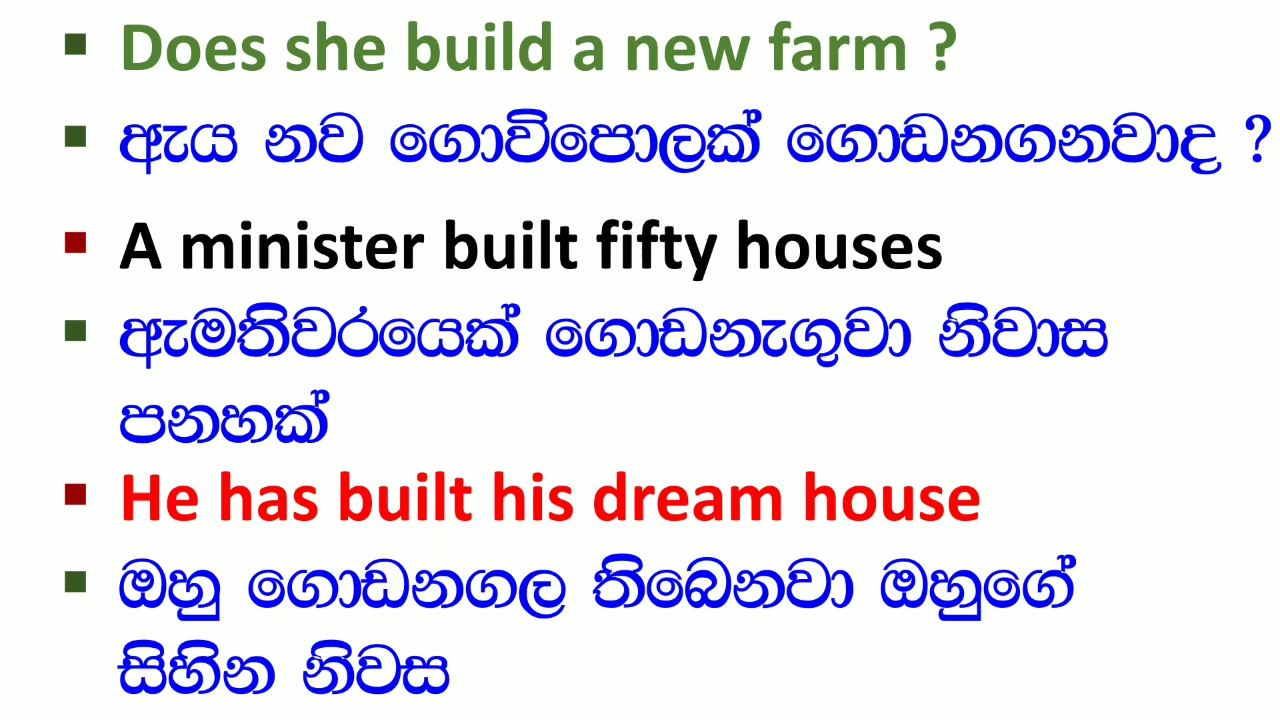 Does she build a new farm ?
ඇය නව ගොවිපොලක් ගොඩනගනවාද ?
A minister built fifty houses
ඇමතිවරයෙක් ගොඩනැගුවා නිවාස
පනහක්
He has built his dream house
ඔහු ගොඩනගල තිබෙනවා ඔහුගේ
සිහින නිවස